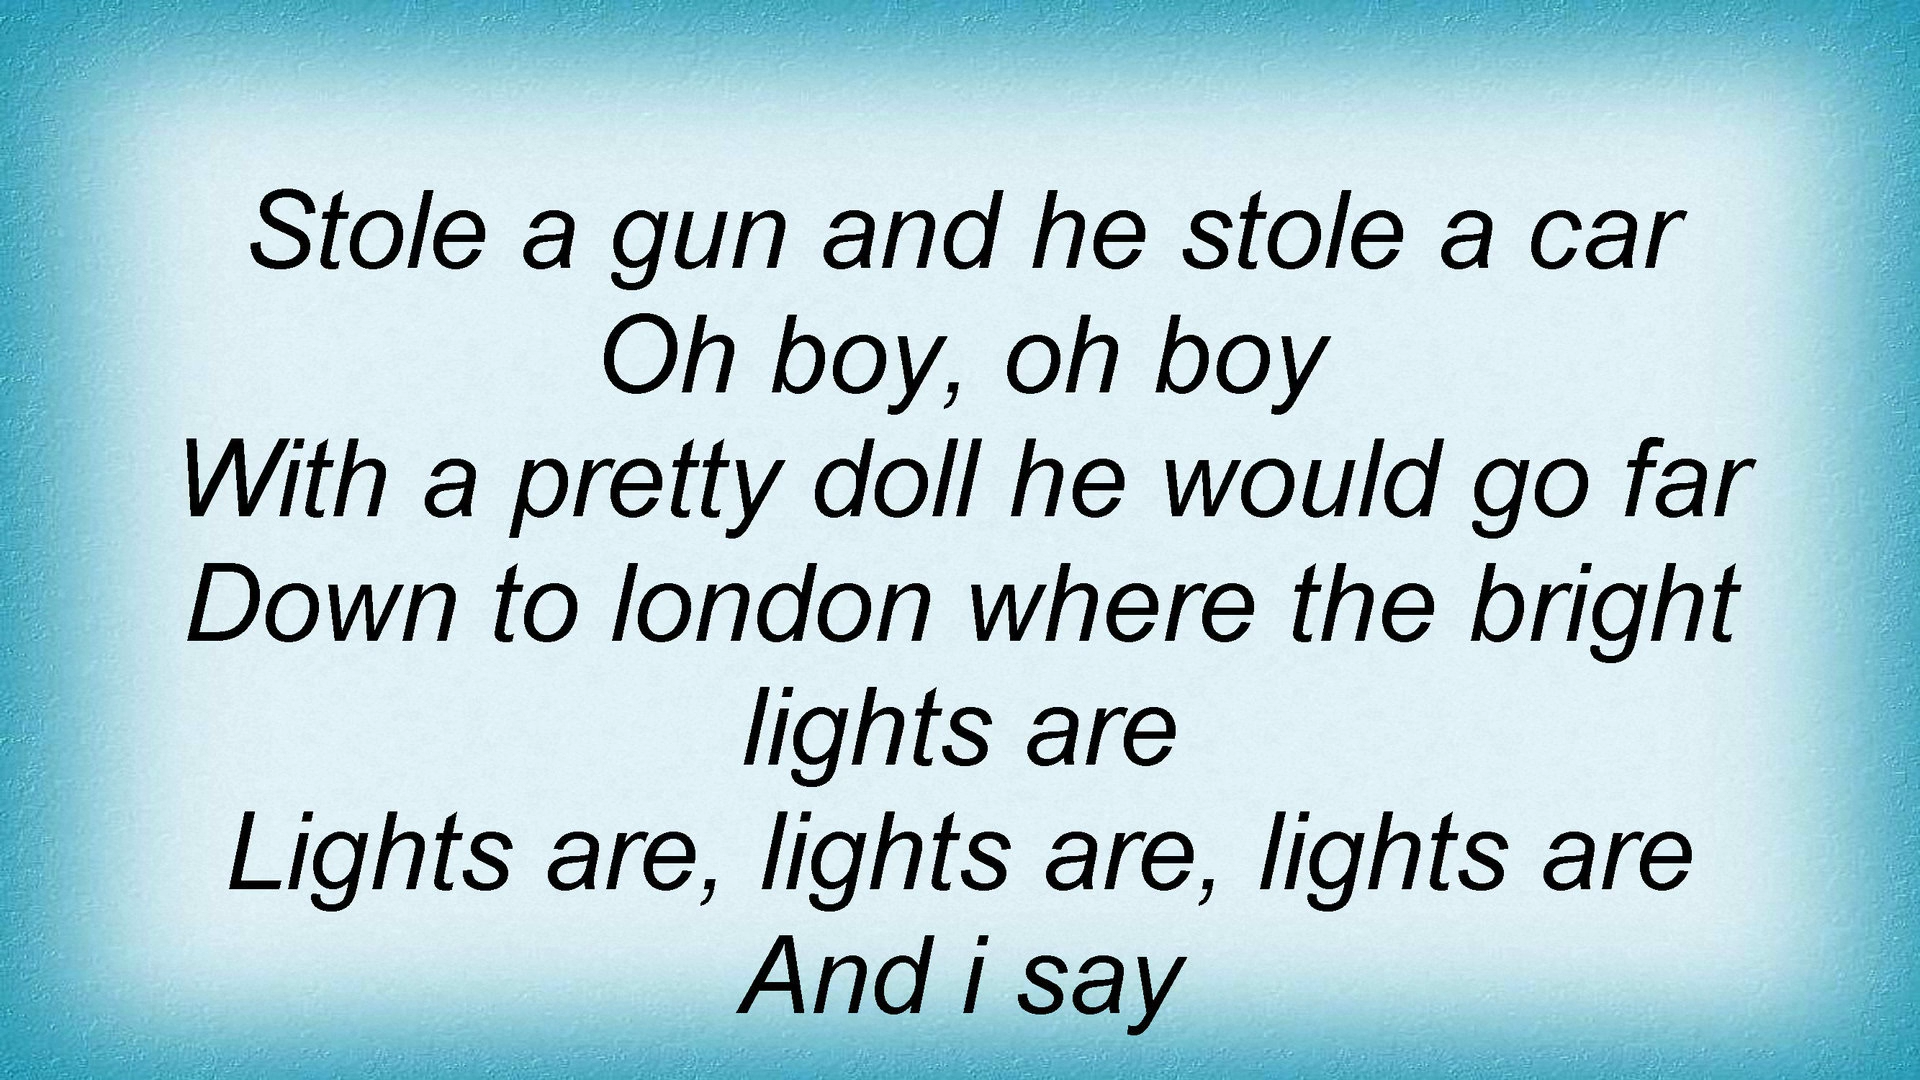 Stole a gun and he stole a car
Oh boy, oh boy
With a pretty doll he would go far
Down to london where the bright
lights are
Lights are, lights are, lights are
And i say